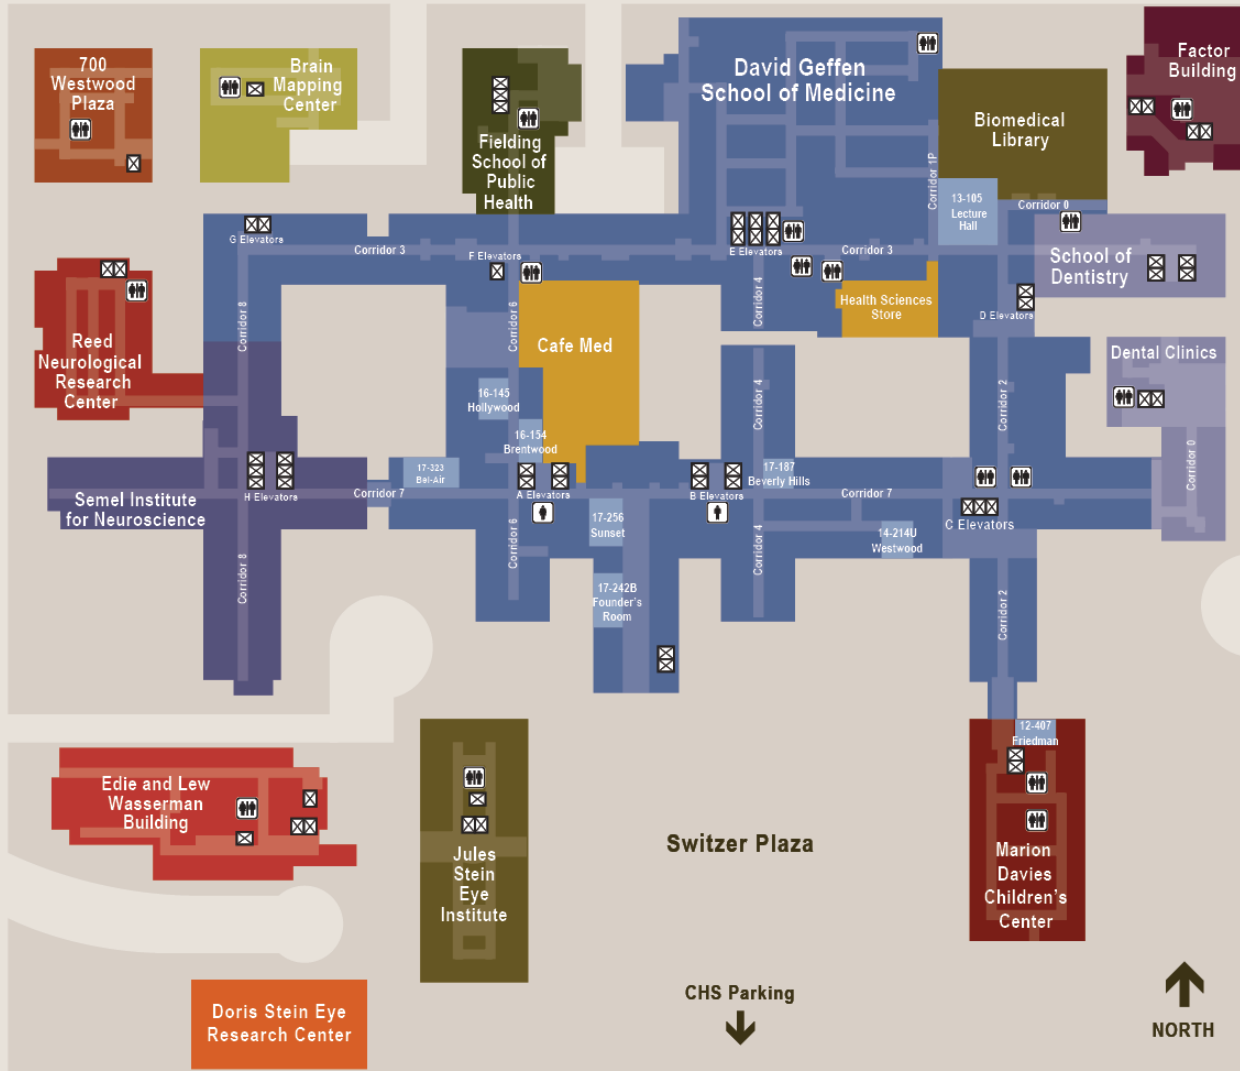 700
Westwood
Plaza
Brain
Mapping
Center
Fielding
School of
Public
Health
David Geffen
School of Medicine
Biomedical
Library
Factor
Building
Corridor 1P
13-105
Lecture
Hall
Corridor 0
G Elevators
Corridor 3
F Elevators
E Elevators
Corridor 3
School of
Dentistry
Reed
Neurological
Research
Center
Corridor 8
Corridor 6
Cafe Med
Corridor 4
Health Sciences
Store
D Elevators
Dental Clinics
16-145
Hollywood
16-154
Brentwood
Corridor 4
Corridor 2
Corridor 0
17-323
Bel-Air
17-187
Beverly Hills
Semel Institute
for Neuroscience
H Elevators
Corridor 7
A Elevators
B Elevators
Corridor 7
C Elevators
17-256
Sunset
14-214U
Westwood
Corridor 8
Corridor 6
Corridor 4
17-242B
Founder's
Room
Corridor 2
12-407
Friedman
Edie and Lew
Wasserman
Building
Jules
Stein
Eye
Institute
Switzer Plaza
Marion
Davies
Children's
Center
Doris Stein Eye
Research Center
CHS Parking
NORTH